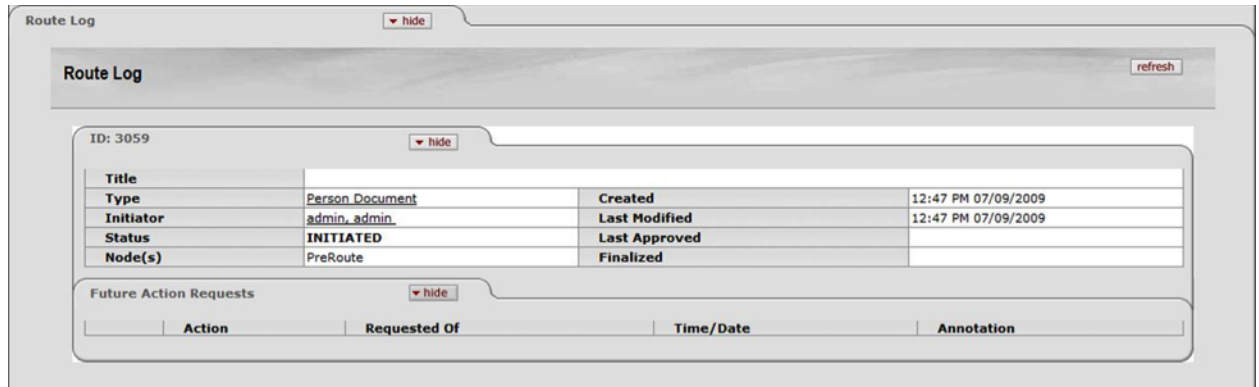 Route Log hide
Route Log refresh
ID: 3059 hide
Title
Type Person Document Created 12:47 PM 07/09/2009
Initiator admin, admin Last Modified 12:47 PM 07/09/2009
Status INITIATED Last Approved
Node(s) PreRoute Finalized
Future Action Requests hide
Action Requested Of Time/Date Annotation